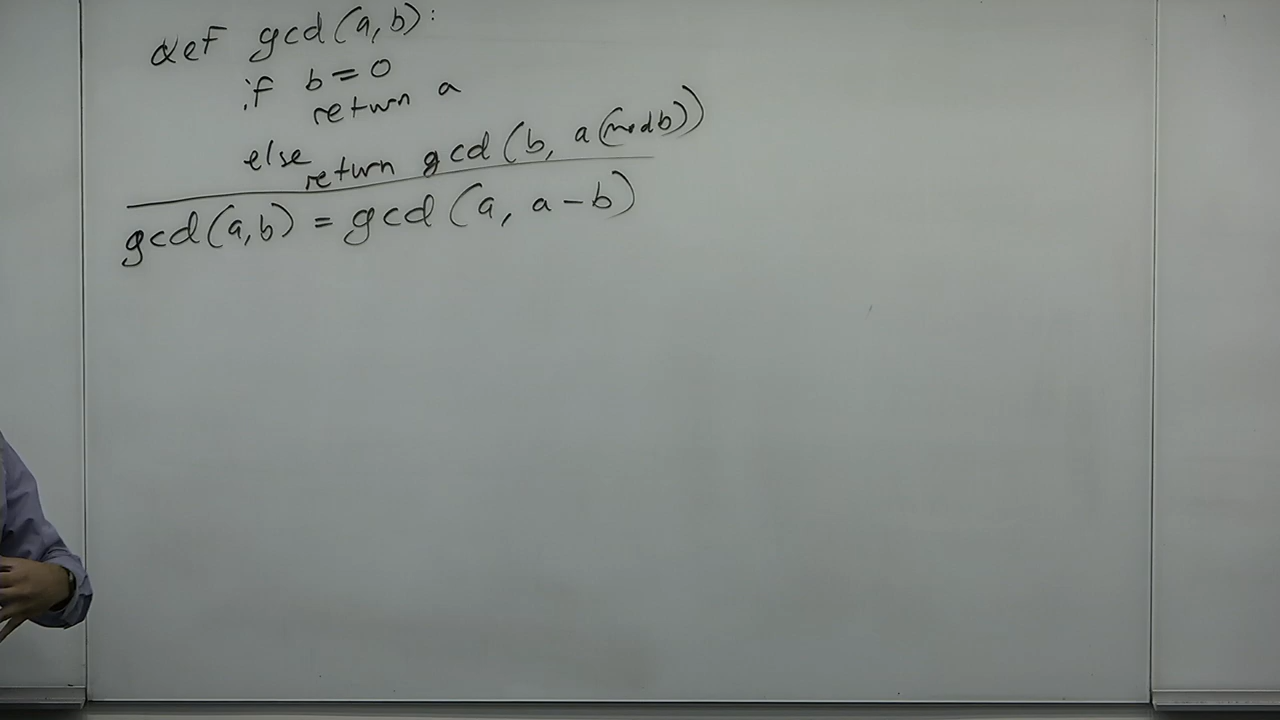 def gcd(a,b):
if b=0
return a
else
return gcd(b, a(mod b))
gcd(a,b) = gcd(a, a-b)